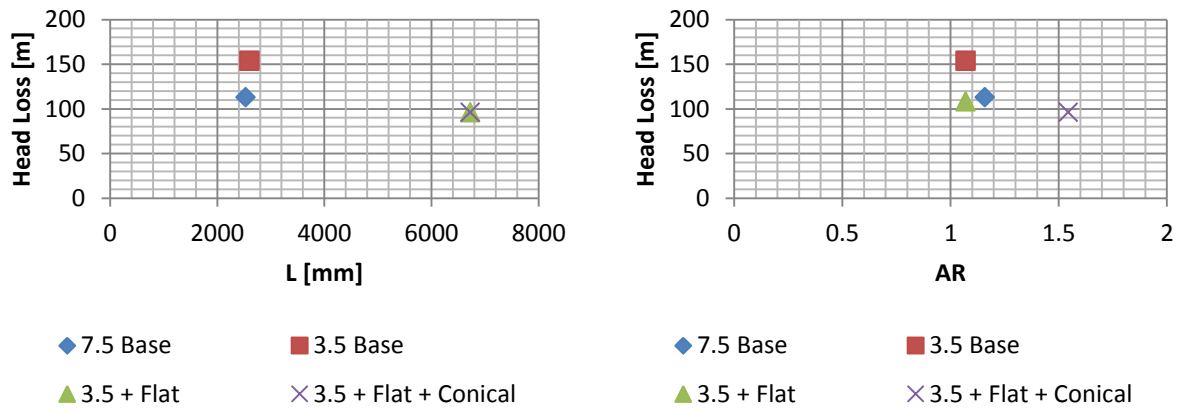 Head Loss [m]
200
150
100
50
0
0 2000 4000 6000 8000
L [mm]
7.5 Base 3.5 Base
3.5 + Flat 3.5 + Flat + Conical
Head Loss [m]
200
150
100
50
0
0 0.5 1 1.5 2
AR
7.5 Base 3.5 Base
3.5 + Flat 3.5 + Flat + Conical